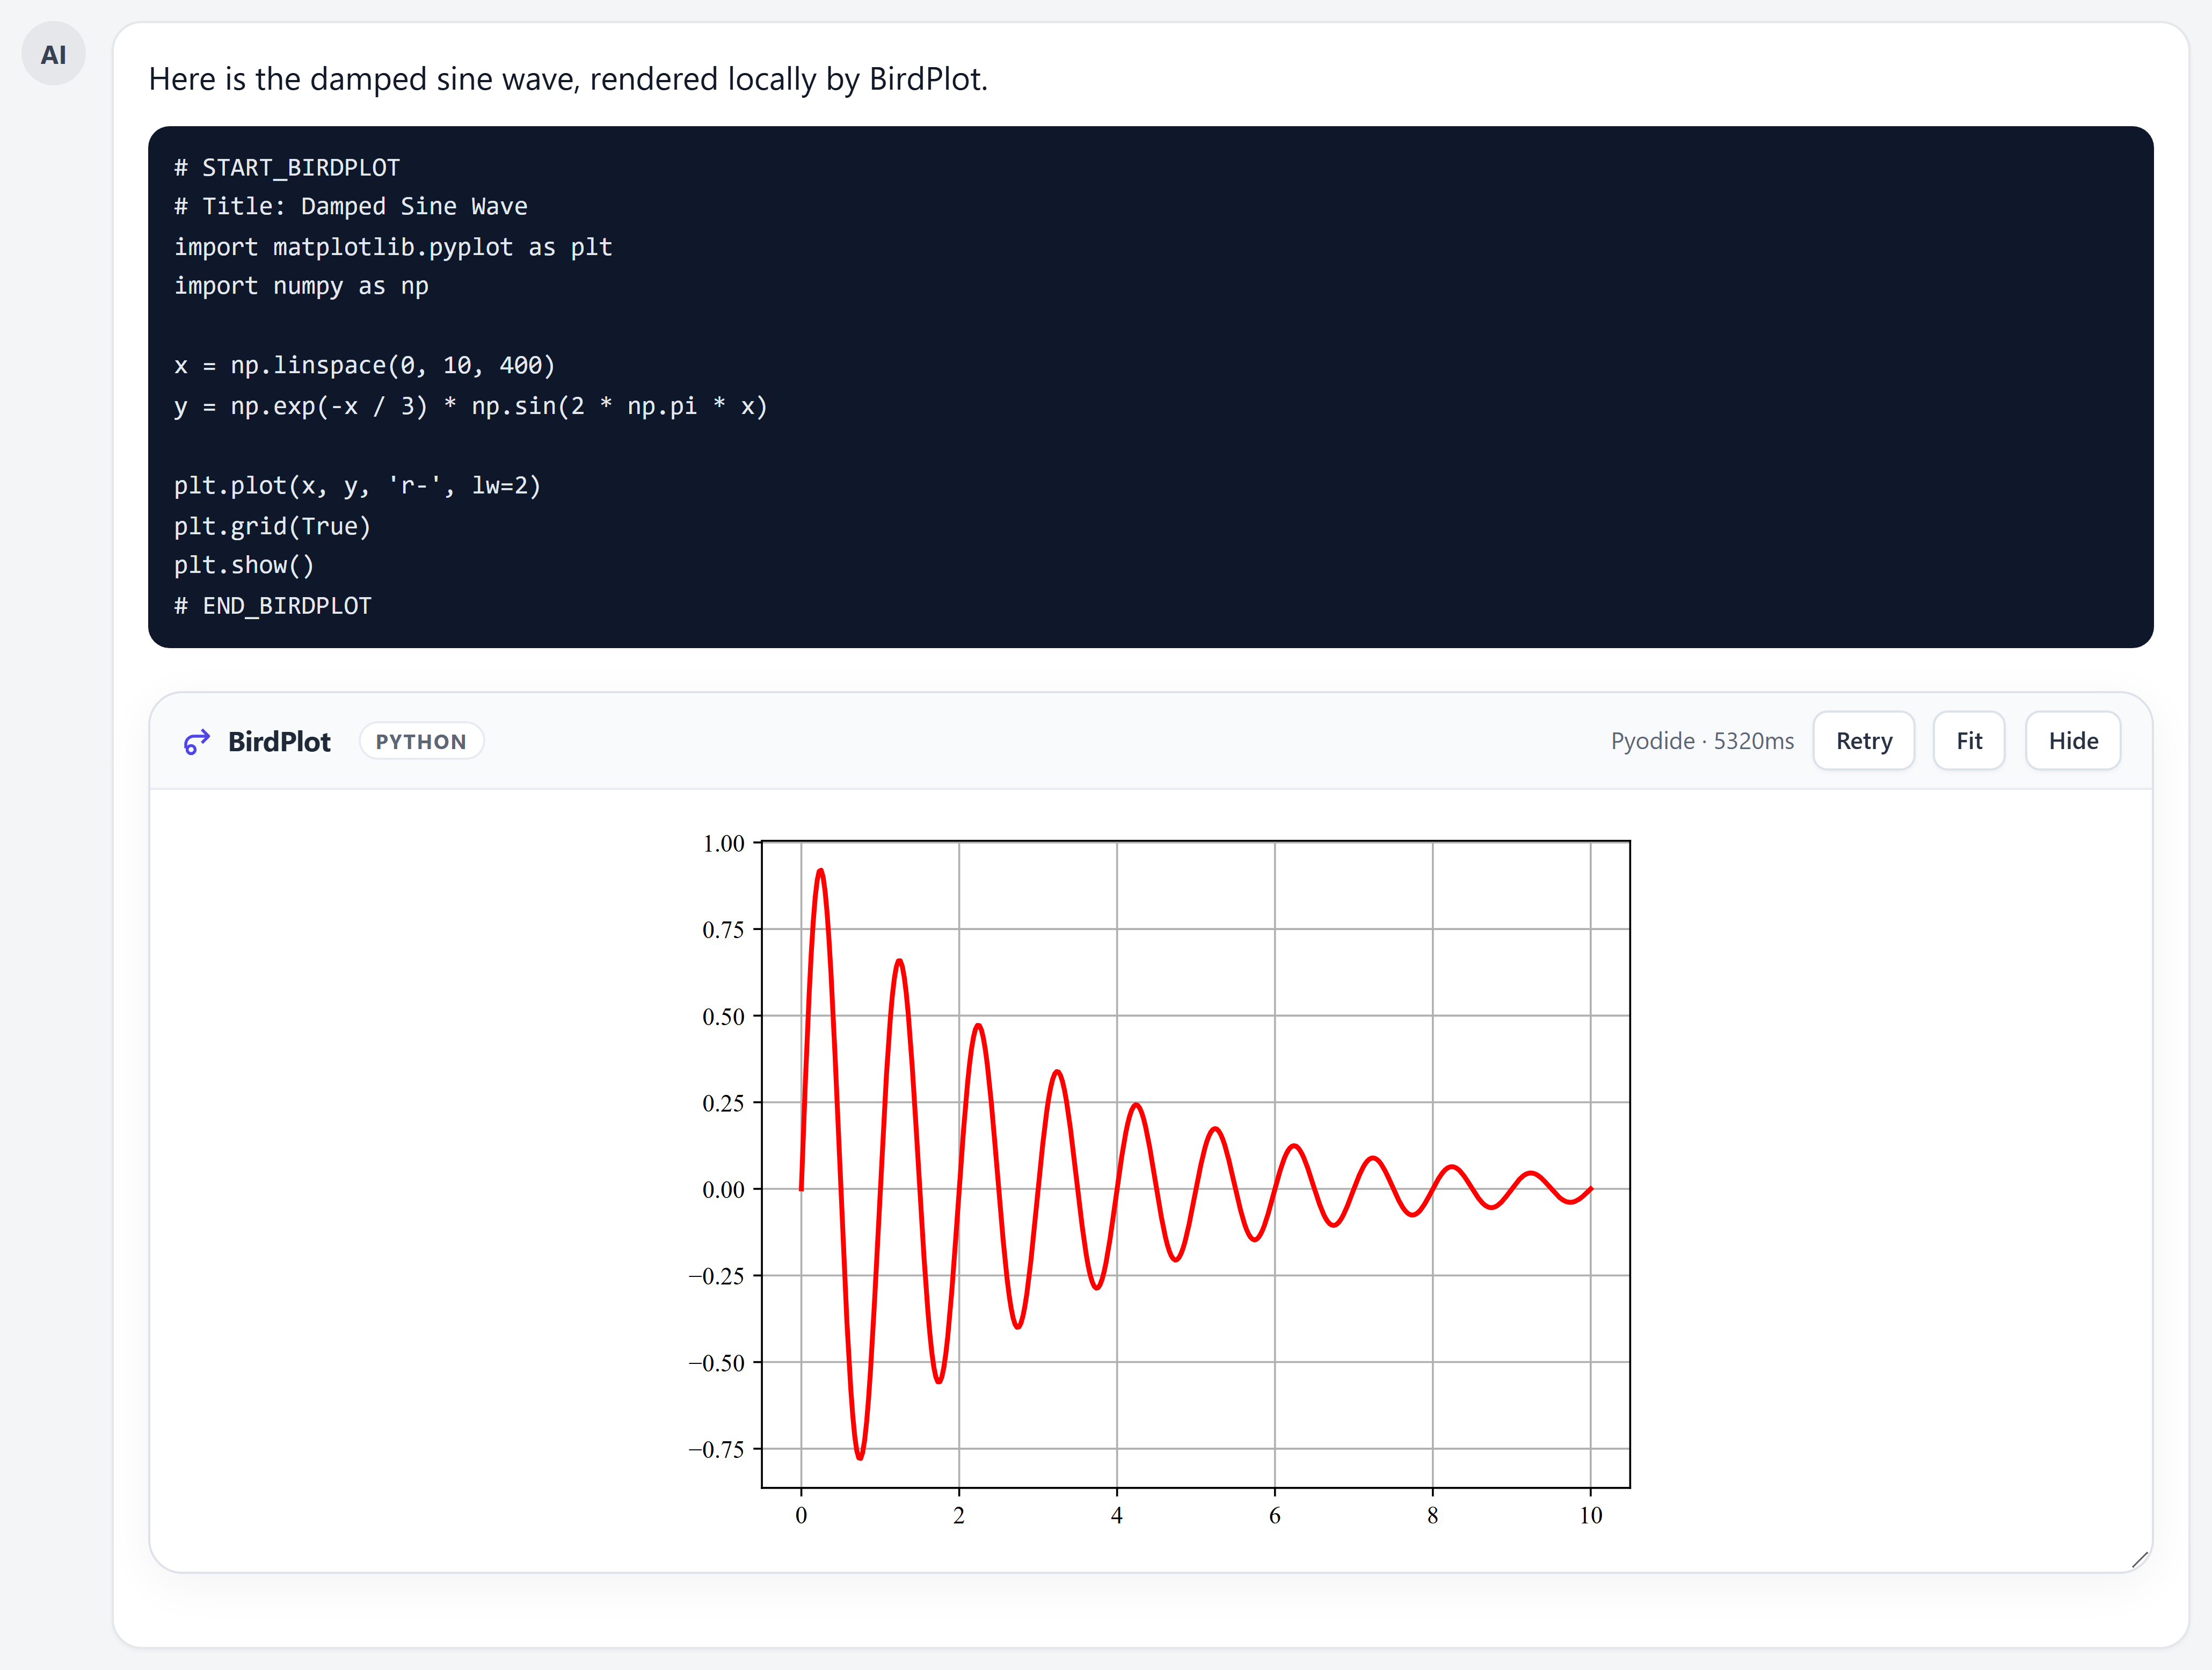 AI
Here is the damped sine wave, rendered locally by BirdPlot.
# START_BIRDPLOT
# Title: Damped Sine Wave
import matplotlib.pyplot as plt
import numpy as np
x = np.linspace(0, 10, 400)
y = np.exp(-x / 3) * np.sin(2 * np.pi * x)
plt.plot(x, y, 'r-', lw=2)
plt.grid(True)
plt.show()
# END_BIRDPLOT
BirdPlot PYTHON Pyodide · 5320ms Retry Fit Hide
1.00
0.75
0.50
0.25
0.00
−0.25
−0.50
−0.75
0 2 4 6 8 10